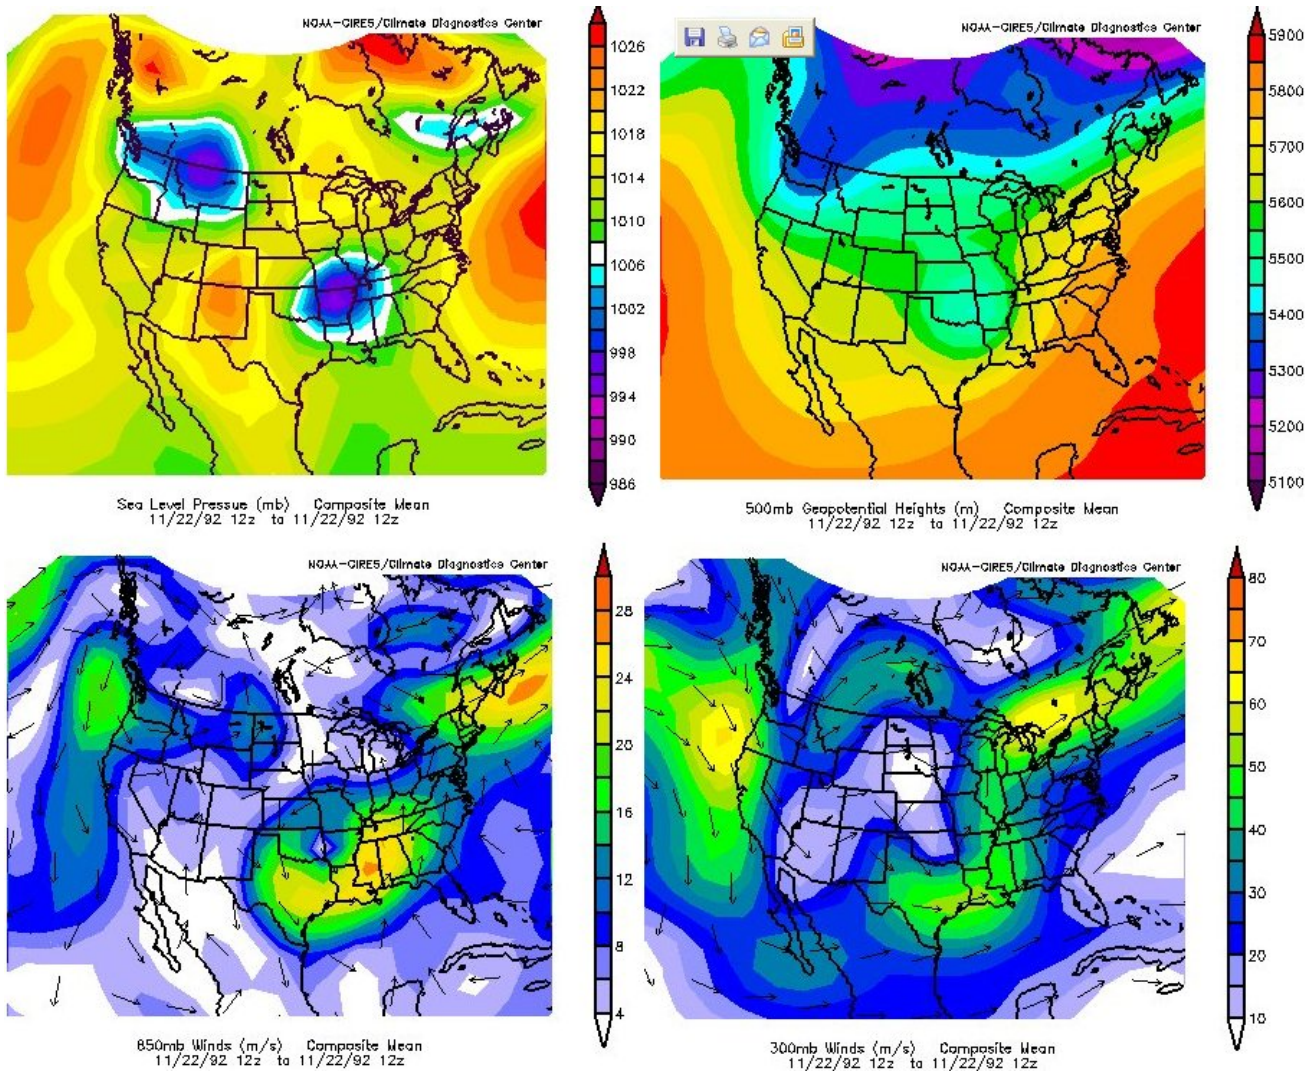 NOAA-CIRES/Climate Diagnostics Center
1026
1022
1018
1014
1010
1006
1002
998
994
990
986
Sea Level Pressue (mb) Composite Mean
11/22/92 12z to 11/22/92 12z
NOAA-CIRES/Climate Diagnostics Center
5900
5800
5700
5600
5500
5400
5300
5200
5100
500mb Geopotential Heights (m) Composite Mean
11/22/92 12z to 11/22/92 12z
NOAA-CIRES/Climate Diagnostics Center
28
24
20
16
12
8
4
850mb Winds (m/s) Composite Mean
11/22/92 12z to 11/22/92 12z
NOAA-CIRES/Climate Diagnostics Center
80
70
60
50
40
30
20
10
300mb Winds (m/s) Composite Mean
11/22/92 12z to 11/22/92 12z